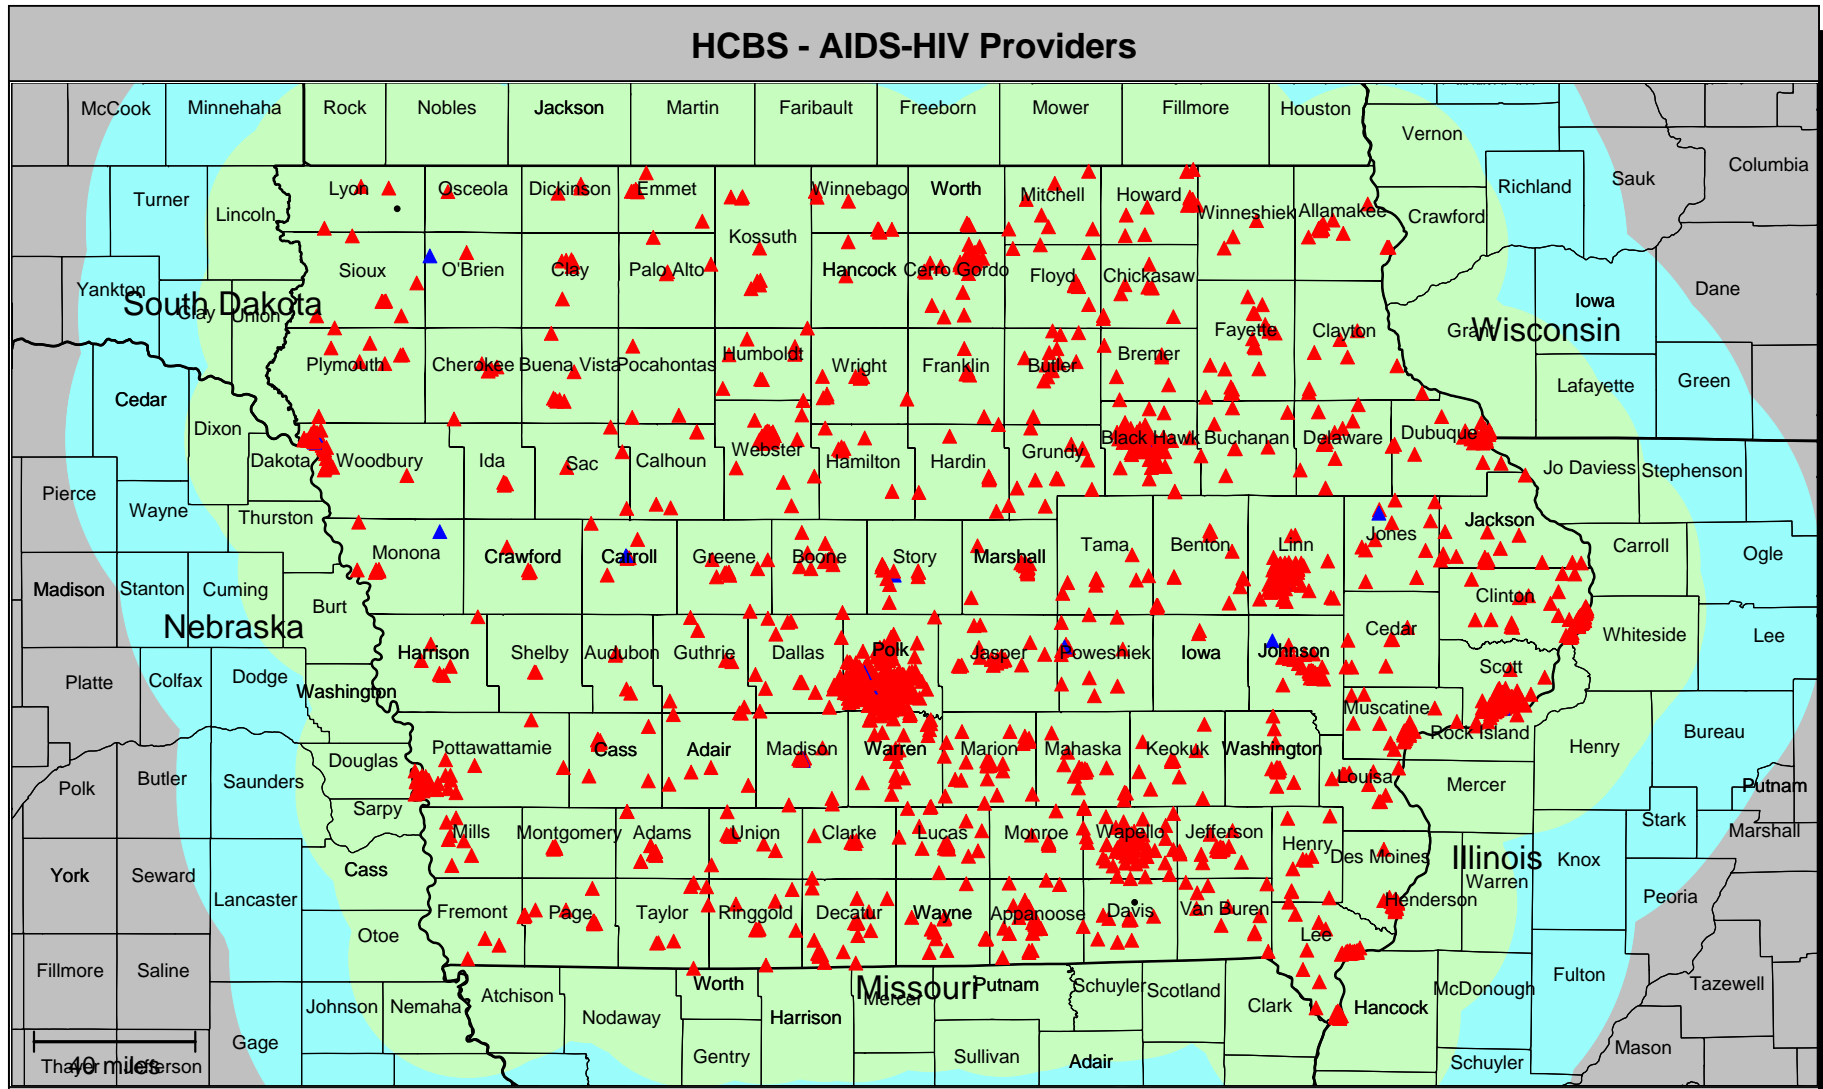 HCBS - AIDS-HIV Providers
McCook Minnehaha Rock Nobles Jackson Martin Faribault Freeborn Mower Fillmore Houston
Vernon
Columbia
Turner Lincoln Lyon Osceola Dickinson Emmet Winnebago Worth Mitchell Howard Winneshiek Allamakee Crawford Richland Sauk
Kossuth
Yankton Clay Union Sioux O'Brien Clay Palo Alto Hancock Cerro Gordo Floyd Chickasaw Iowa Dane
South Dakota
Wisconsin
Fayette Clayton Grant
Plymouth Cherokee Buena Vista Pocahontas Humboldt Wright Franklin Butler Bremer Lafayette Green
Cedar
Dixon
Dakota Woodbury Ida Sac Calhoun Webster Hamilton Hardin Grundy Black Hawk Buchanan Delaware Dubuque Jo Daviess Stephenson
Pierce Wayne Thurston
Monona Crawford Carroll Greene Boone Story Marshall Tama Benton Linn Jones Jackson Carroll Ogle
Madison Stanton Cuming Burt Clinton
Nebraska
Whiteside Lee
Harrison Shelby Audubon Guthrie Dallas Polk Jasper Poweshiek Iowa Johnson Cedar Scott
Platte Colfax Dodge Washington
Muscatine Rock Island
Pottawattamie Cass Adair Madison Warren Marion Mahaska Keokuk Washington Henry Bureau
Douglas
Polk Butler Saunders Louisa Mercer Putnam
Sarpy
Mills Montgomery Adams Union Clarke Lucas Monroe Wapello Jefferson Henry Des Moines Stark Marshall
Illinois
Knox
York Seward Cass Warren
Lancaster Fremont Page Taylor Ringgold Decatur Wayne Appanoose Davis Van Buren Henderson Peoria
Otoe Lee
Fillmore Saline Fulton Tazewell
Missouri
Johnson Nemaha Atchison Worth Mercer Putnam Schuyler Scotland Clark Hancock McDonough
Nodaway Harrison
Gage Gentry Sullivan Adair Schuyler Mason
40 miles
Thayer Jefferson